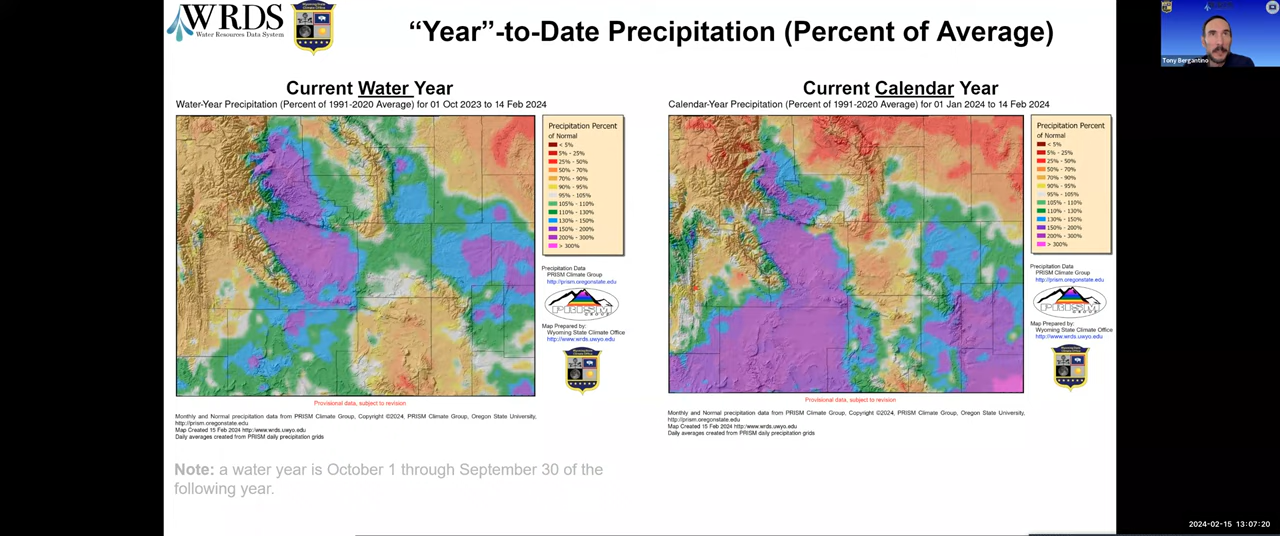 WRDS
Water Resources Data System
"Year"-to-Date Precipitation (Percent of Average)
Tony Bergantino
Current Water Year
Water-Year Precipitation (Percent of 1991-2020 Average) for 01 Oct 2023 to 14 Feb 2024
Precipitation Percent
of Normal
< 5%
5% - 25%
25% - 50%
50% - 70%
70% - 90%
90% - 95%
95% - 105%
105% - 110%
110% - 130%
130% - 150%
150% - 200%
200% - 300%
> 300%
Precipitation Data
PRISM Climate Group
http://prism.oregonstate.edu
PRISM
GROUP
Map Prepared by:
Wyoming State Climate Office
http://www.wrds.uwyo.edu
Provisional data, subject to revision
Monthly and Normal precipitation data from PRISM Climate Group, Copyright ©2024, PRISM Climate Group, Oregon State University,
http://prism.oregonstate.edu
Map Created 15 Feb 2024 http:/www.wrds.uwyo.edu
Daily averages created from PRISM daily precipitation grids
Note: a water year is October 1 through September 30 of the
following year.
Current Calendar Year
Calendar-Year Precipitation (Percent of 1991-2020 Average) for 01 Jan 2024 to 14 Feb 2024
Precipitation Percent
of Normal
< 5%
5% - 25%
25% - 50%
50% - 70%
70% - 90%
90% - 95%
95% - 105%
105% - 110%
110% - 130%
130% - 150%
150% - 200%
200% - 300%
> 300%
Precipitation Data
PRISM Climate Group
http://prism.oregonstate.edu
PRISM
GROUP
Map Prepared by:
Wyoming State Climate Office
http://www.wrds.uwyo.edu
Provisional data, subject to revision
Monthly and Normal precipitation data from PRISM Climate Group, Copyright ©2024, PRISM Climate Group, Oregon State University,
http://prism.oregonstate.edu
Map Created 15 Feb 2024 http:/www.wrds.uwyo.edu
Daily averages created from PRISM daily precipitation grids
2024-02-15 13:07:20